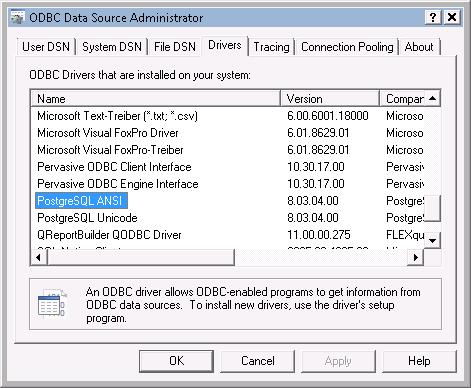 ODBC Data Source Administrator
User DSN System DSN File DSN Drivers Tracing Connection Pooling About
ODBC Drivers that are installed on your system:
Name Version Compan
Microsoft Text-Treiber (*.txt; *.csv) 6.00.6001.18000 Microso
Microsoft Visual FoxPro Driver 6.01.8629.01 Microso
Microsoft Visual FoxPro-Treiber 6.01.8629.01 Microso
Pervasive ODBC Client Interface 10.30.17.00 Pervasiv
Pervasive ODBC Engine Interface 10.30.17.00 Pervasiv
PostgreSQL ANSI 8.03.04.00 PostgreS
PostgreSQL Unicode 8.03.04.00 PostgreS
QReportBuilder QODBC Driver 11.00.00.275 FLEXqu
An ODBC driver allows ODBC-enabled programs to get information from
ODBC data sources. To install new drivers, use the driver's setup
program.
OK Cancel Apply Help